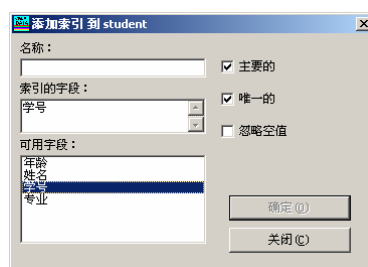 添加索引 到 student
名称：
主要的
索引的字段：
学号
唯一的
忽略空值
可用字段：
年龄
姓名
学号
专业
确定(O)
关闭(C)